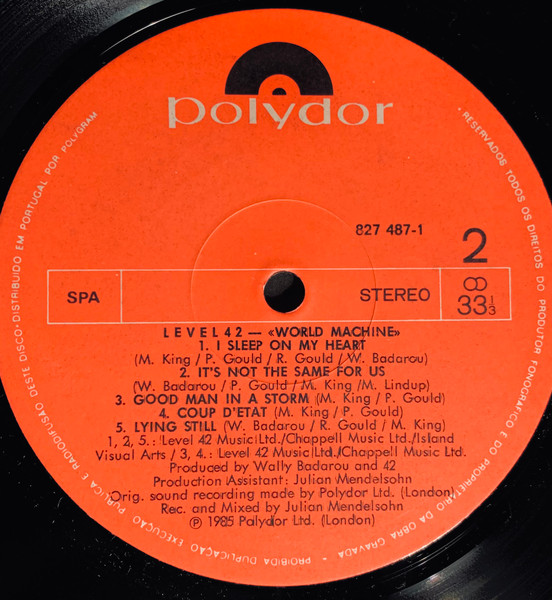 polydor
827 487-1
2
SPA
STEREO
33 1/3
LEVEL 42 — «WORLD MACHINE»
1. I SLEEP ON MY HEART
(M. King / P. Gould / R. Gould / W. Badarou)
2. IT'S NOT THE SAME FOR US
(W. Badarou / P. Gould / M. King / M. Lindup)
3. GOOD MAN IN A STORM (M. King / P. Gould)
4. COUP D'ETAT (M. King / P. Gould)
5. LYING STILL (W. Badarou / R. Gould / M. King)
1, 2, 5.: Level 42 Music Ltd./Chappell Music Ltd./Island
Visual Arts / 3, 4.: Level 42 Music Ltd./Chappell Music Ltd.
Produced by Wally Badarou and 42
Production Assistant: Julian Mendelsohn
Orig. sound recording made by Polydor Ltd. (London)
Rec. and Mixed by Julian Mendelsohn
℗ 1985 Polydor Ltd. (London)
• RESERVADOS TODOS OS DIREITOS DO PRODUTOR FONOGRÁFICO E DO PROPRIETÁRIO DA OBRA GRAVADA - PROIBIDA DUPLICAÇÃO EXECUÇÃO PÚBLICA E RADIODIFUSÃO DESTE DISCO • DISTRIBUIDO EM PORTUGAL POR POLYGRAM